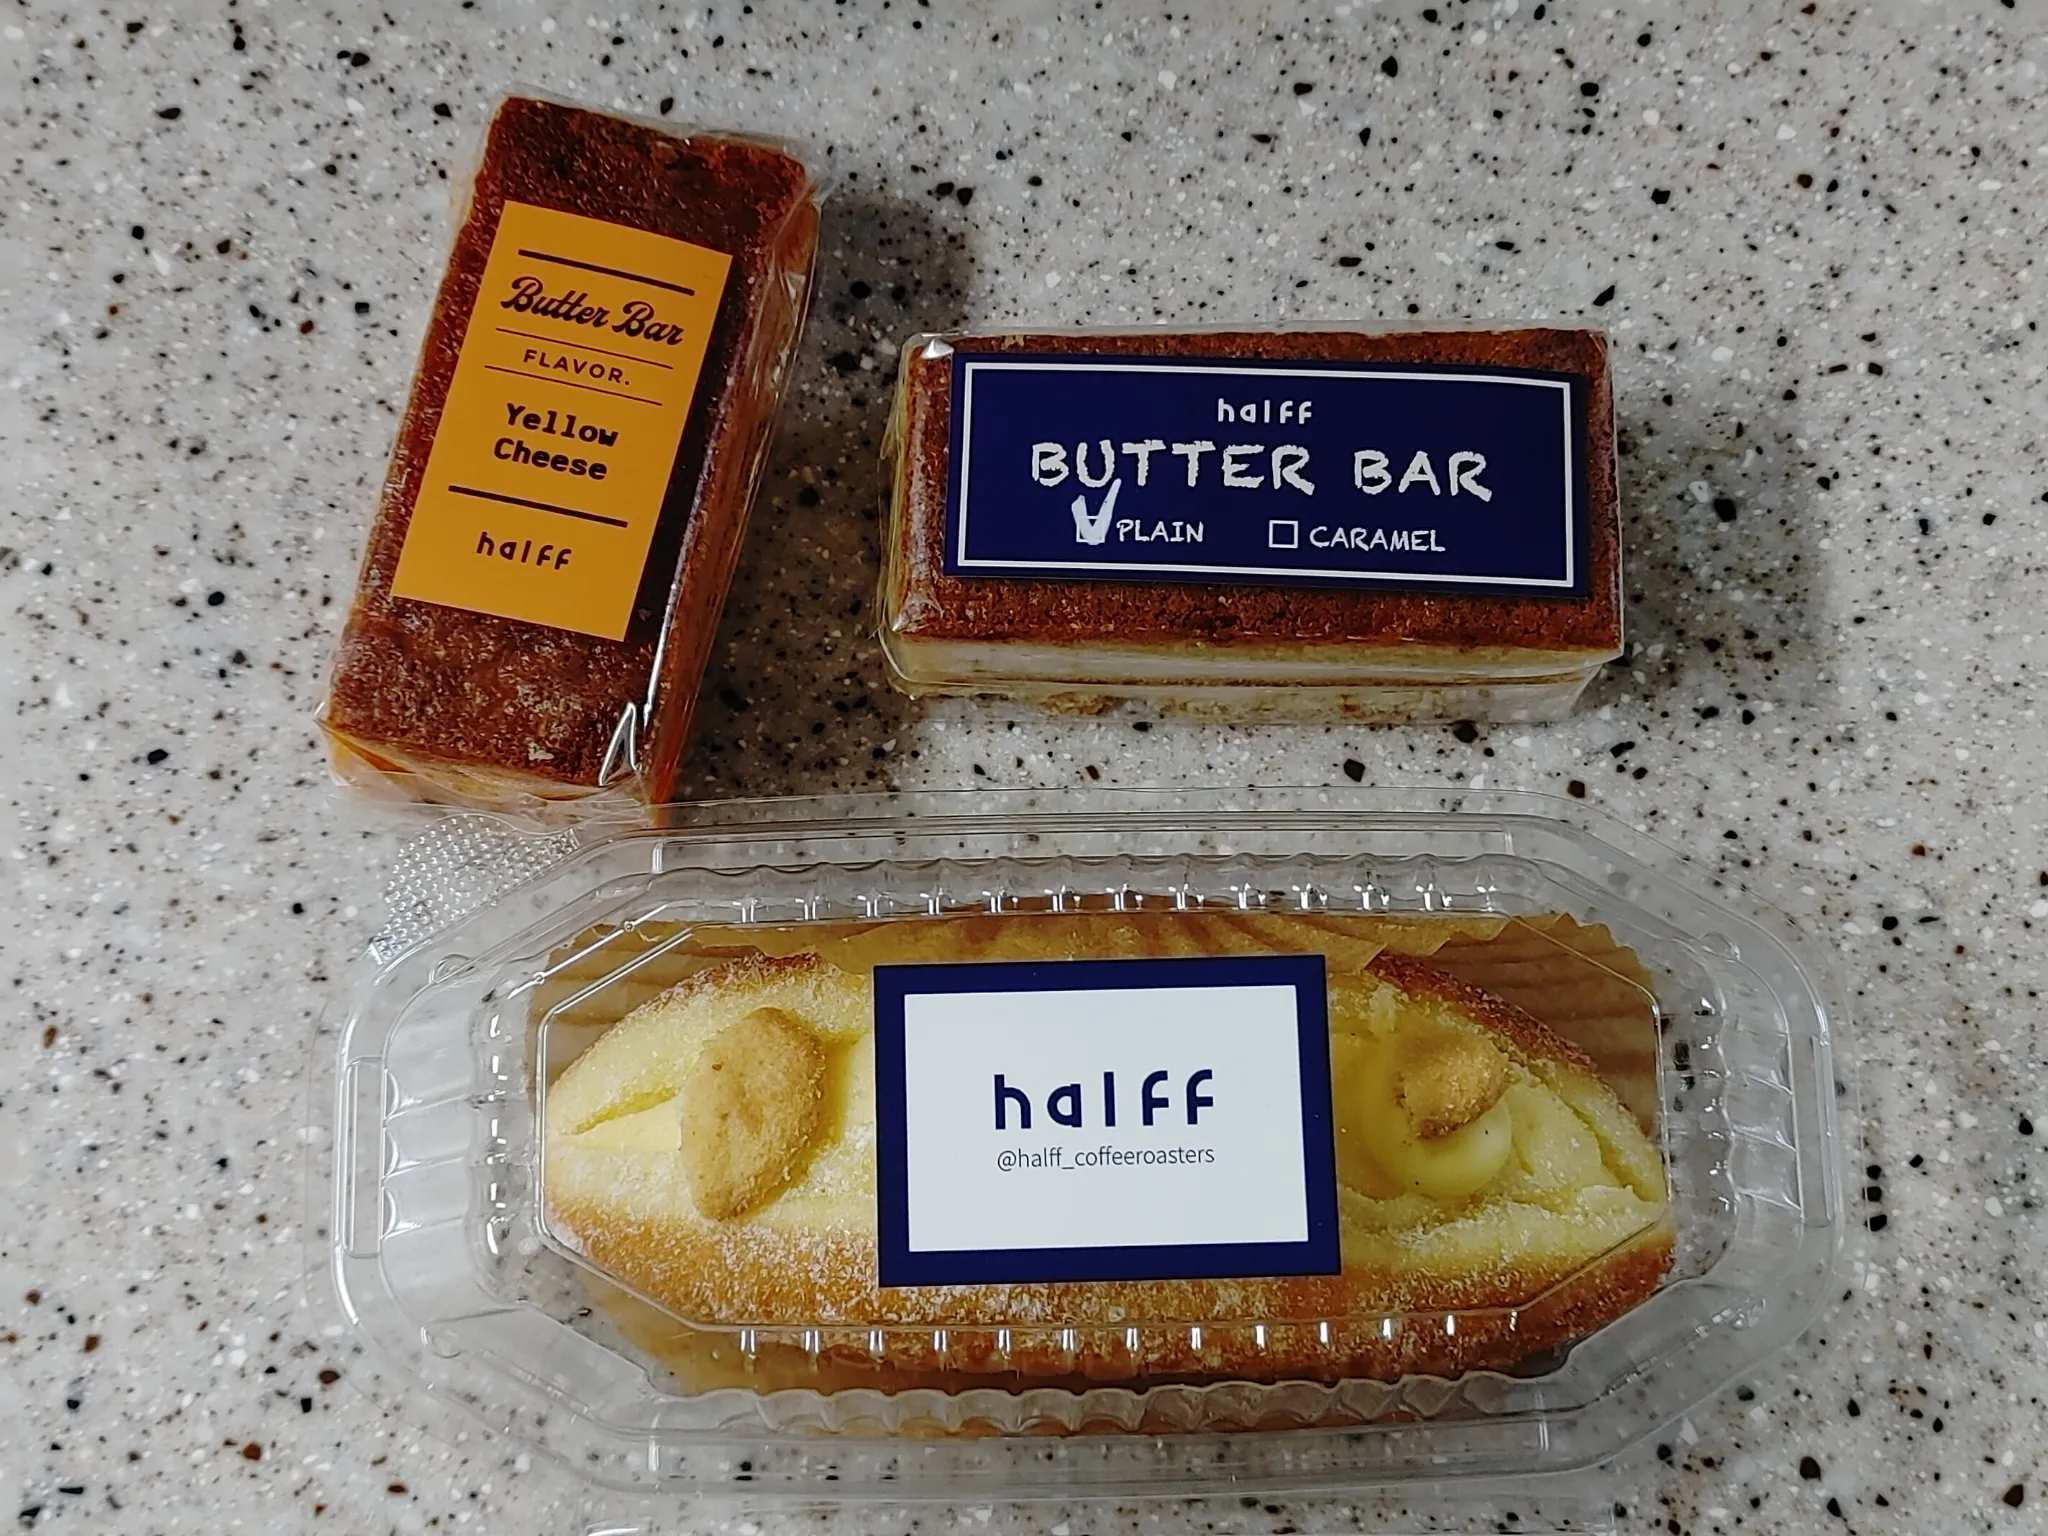 Butter Bar
FLAVOR.
Yellow
Cheese
halff
halff
BUTTER BAR
PLAIN CARAMEL
halff
@halff_coffeeroasters